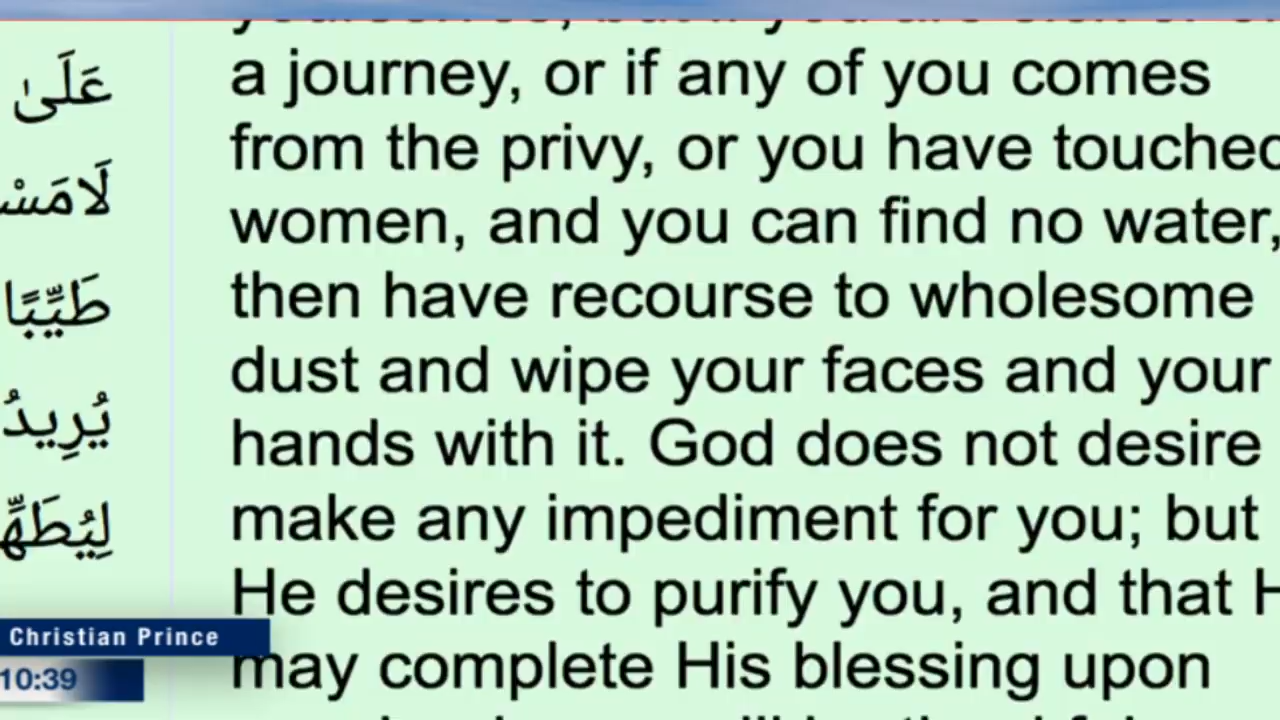 a journey, or if any of you comes
from the privy, or you have touched
women, and you can find no water,
then have recourse to wholesome
dust and wipe your faces and your
hands with it. God does not desire
make any impediment for you; but
He desires to purify you, and that
may complete His blessing upon
عَلَىٰ
لَامَسْ
طَيِّبًا
يُرِيدُ
لِيُطَهِّ
Christian Prince
10:39